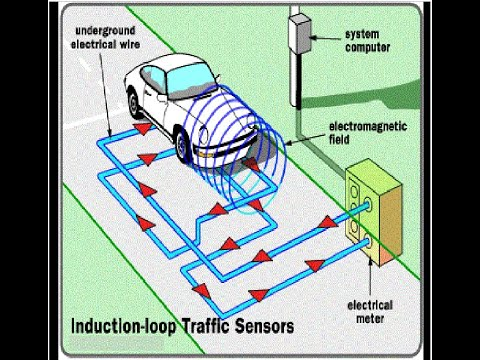 underground
electrical wire
system
computer
electromagnetic
field
electrical
meter
Induction-loop Traffic Sensors